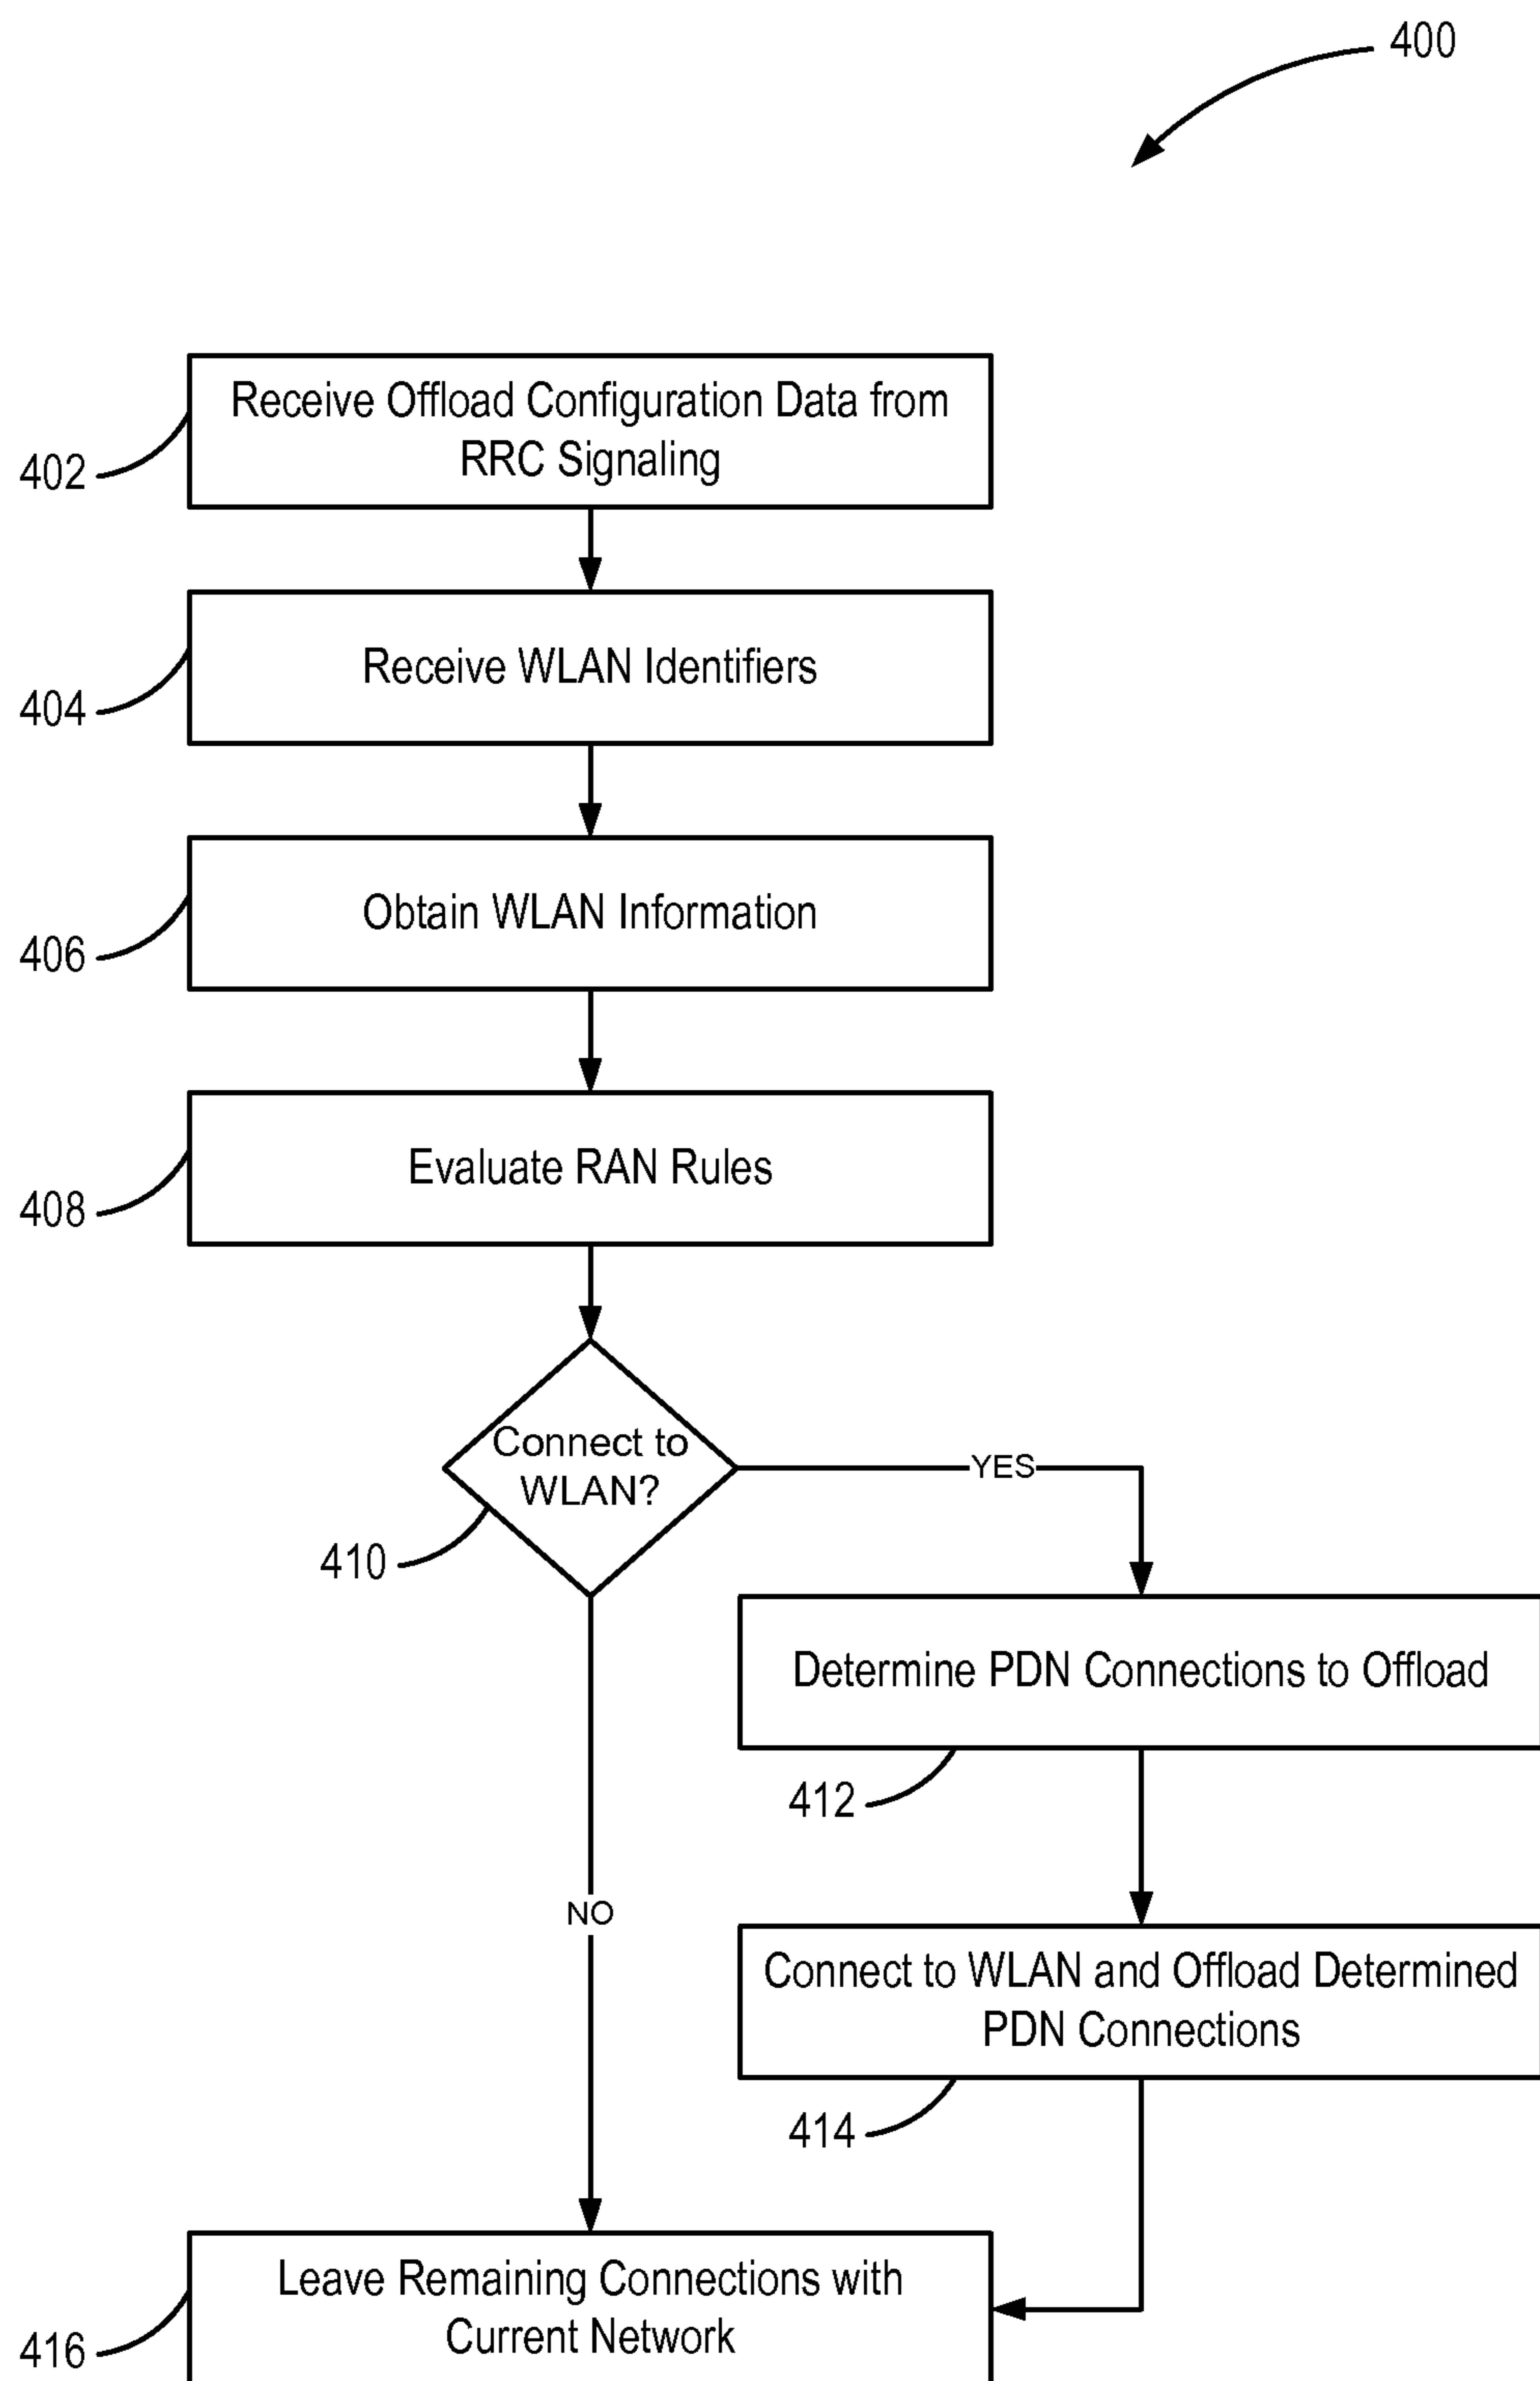 400
Receive Offload Configuration Data from
RRC Signaling
402
Receive WLAN Identifiers
404
Obtain WLAN Information
406
Evaluate RAN Rules
408
Connect to
WLAN?
YES
410
Determine PDN Connections to Offload
412
NO
Connect to WLAN and Offload Determined
PDN Connections
414
Leave Remaining Connections with
Current Network
416